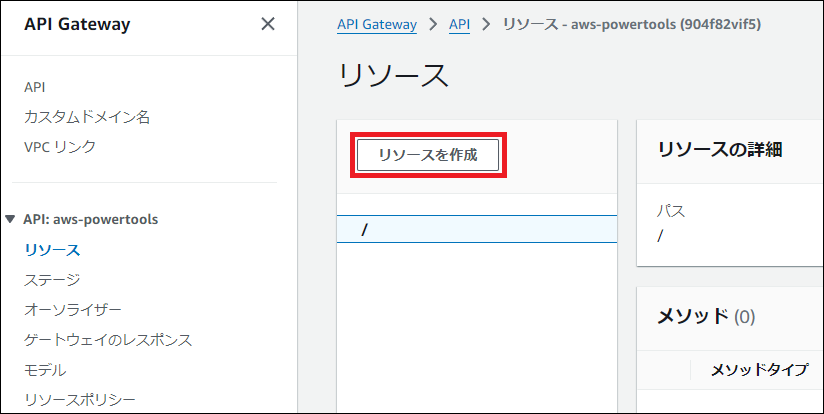 API Gateway
API
カスタムドメイン名
VPC リンク
API: aws-powertools
リソース
ステージ
オーソライザー
ゲートウェイのレスポンス
モデル
リソースポリシー
API Gateway > API > リソース - aws-powertools (904f82vif5)
リソース
リソースを作成
/
リソースの詳細
パス
/
メソッド (0)
メソッドタイプ